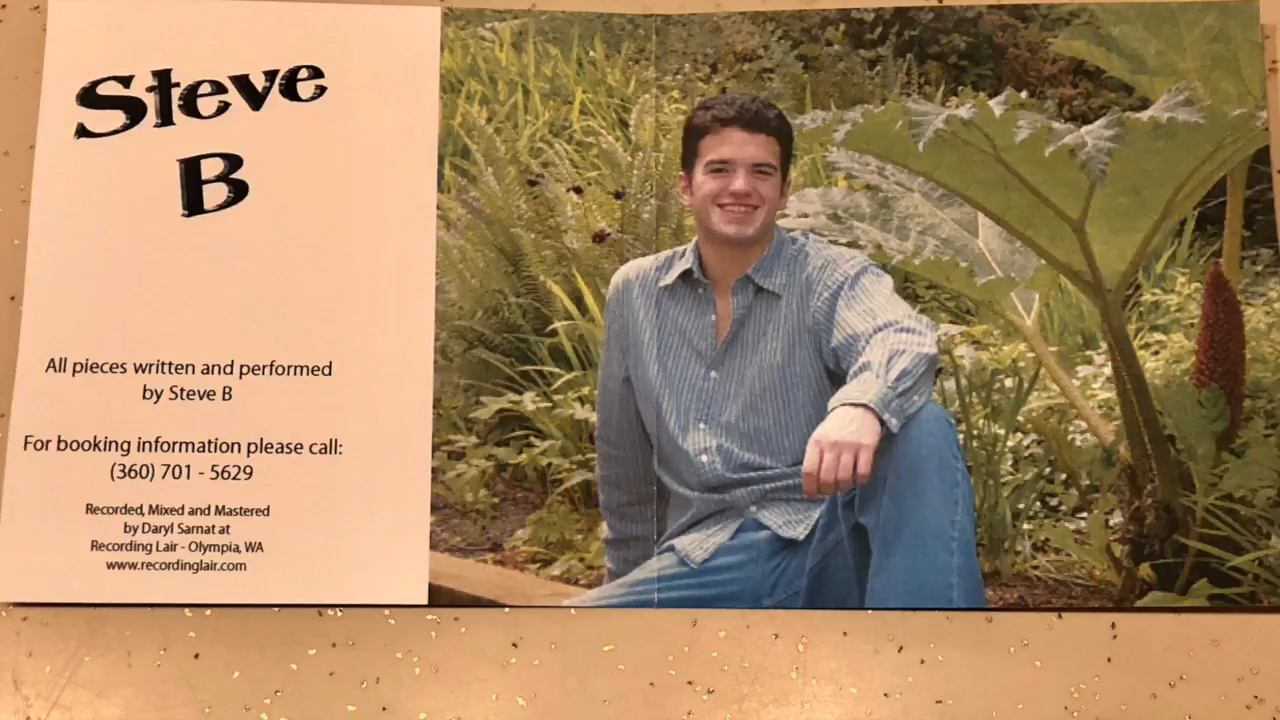 Steve
B
All pieces written and performed
by Steve B
For booking information please call:
(360) 701 - 5629
Recorded, Mixed and Mastered
by Daryl Sarnat at
Recording Lair - Olympia, WA
www.recordinglair.com